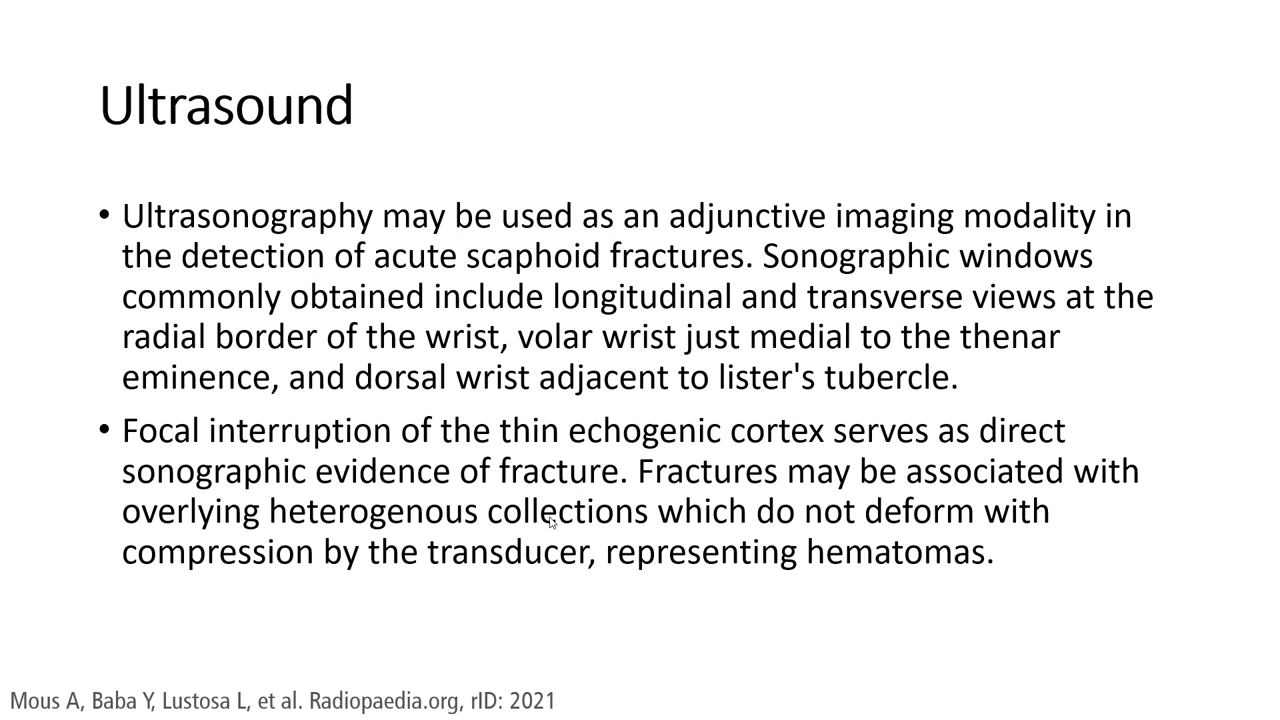 Ultrasound
• Ultrasonography may be used as an adjunctive imaging modality in
the detection of acute scaphoid fractures. Sonographic windows
commonly obtained include longitudinal and transverse views at the
radial border of the wrist, volar wrist just medial to the thenar
eminence, and dorsal wrist adjacent to lister's tubercle.
• Focal interruption of the thin echogenic cortex serves as direct
sonographic evidence of fracture. Fractures may be associated with
overlying heterogenous collections which do not deform with
compression by the transducer, representing hematomas.
Mous A, Baba Y, Lustosa L, et al. Radiopaedia.org, rID: 2021